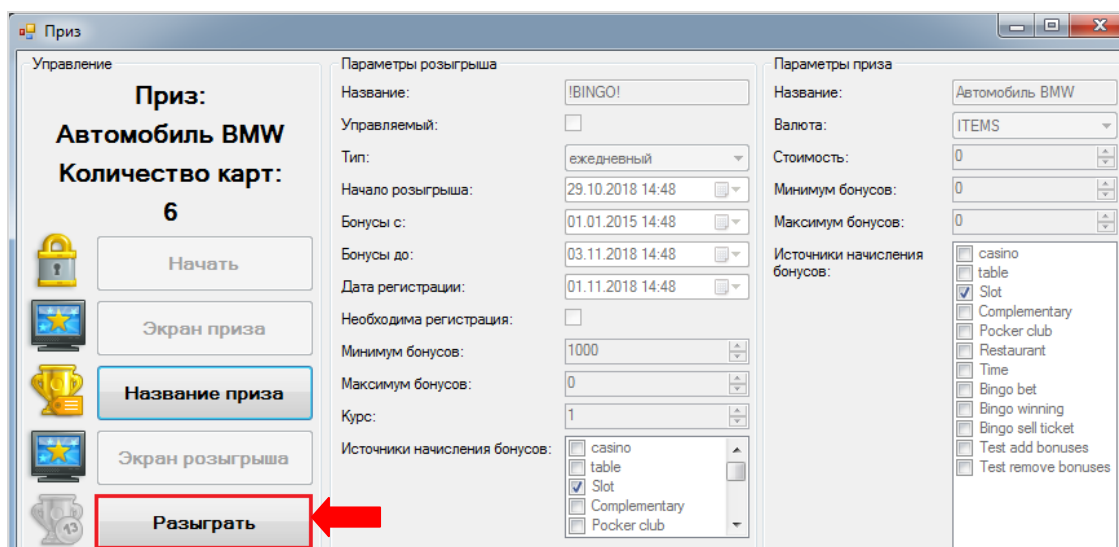 Приз
Управление
Приз:
Автомобиль BMW
Количество карт:
6
Начать
Экран приза
Название приза
Экран розыгрыша
13
Разыграть
Параметры розыгрыша
Название: !BINGO!
Управляемый:
Тип: ежедневный
Начало розыгрыша: 29.10.2018 14:48
Бонусы с: 01.01.2015 14:48
Бонусы до: 03.11.2018 14:48
Дата регистрации: 01.11.2018 14:48
Необходима регистрация:
Минимум бонусов: 1000
Максимум бонусов: 0
Курс: 1
Источники начисления бонусов:
casino
table
Slot
Complementary
Pocker club
Параметры приза
Название: Автомобиль BMW
Валюта: ITEMS
Стоимость: 0
Минимум бонусов: 0
Максимум бонусов: 0
Источники начисления
бонусов:
casino
table
Slot
Complementary
Pocker club
Restaurant
Time
Bingo bet
Bingo winning
Bingo sell ticket
Test add bonuses
Test remove bonuses